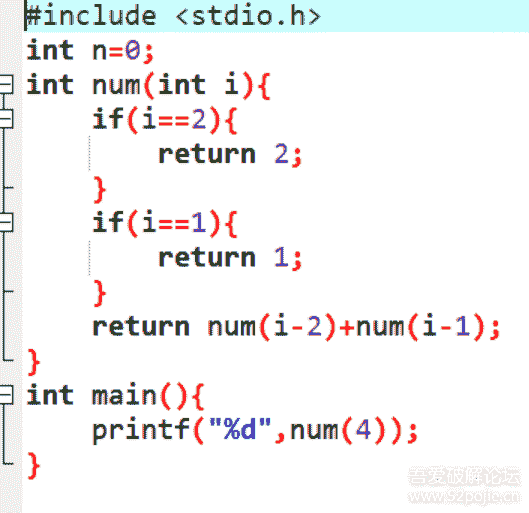 #include <stdio.h>
int n=0;
int num(int i){
    if(i==2){
        return 2;
    }
    if(i==1){
        return 1;
    }
    return num(i-2)+num(i-1);
}
int main(){
    printf("%d",num(4));
}
吾爱破解论坛
www.52pojie.cn